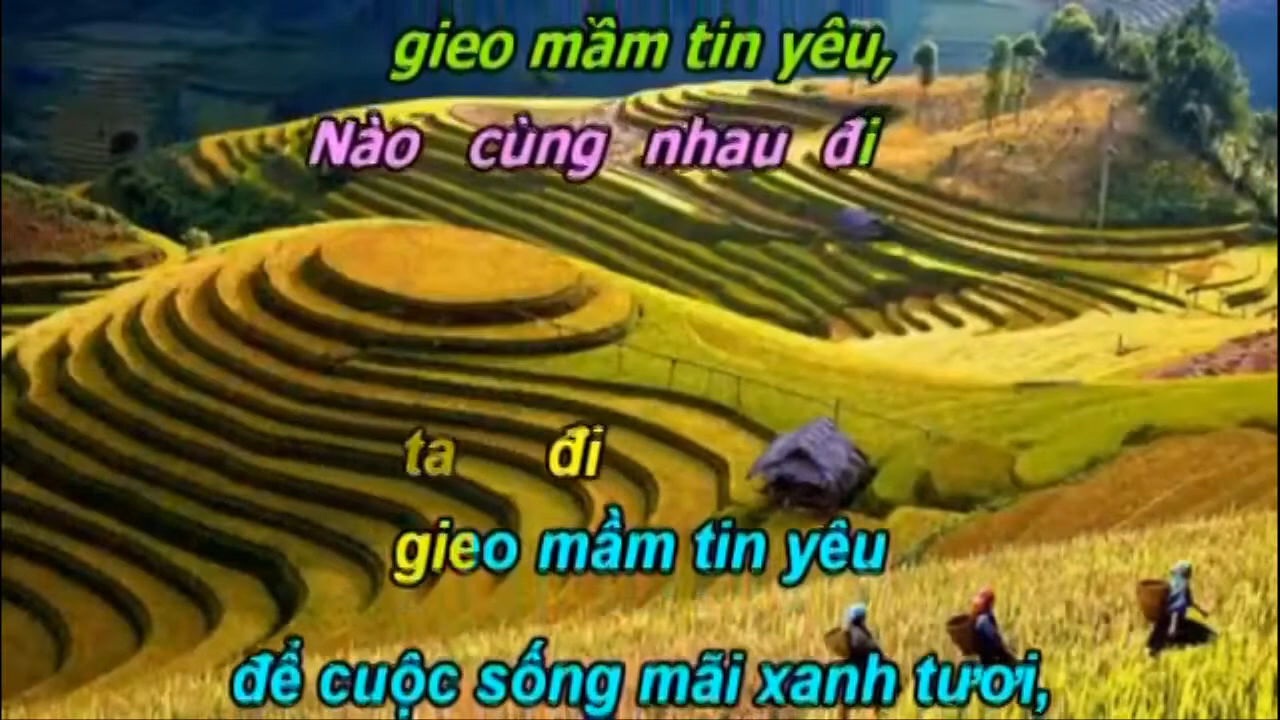 gieo mầm tin yêu,
Nào cùng nhau đi
ta đi
gieo mầm tin yêu
để cuộc sống mãi xanh tươi,